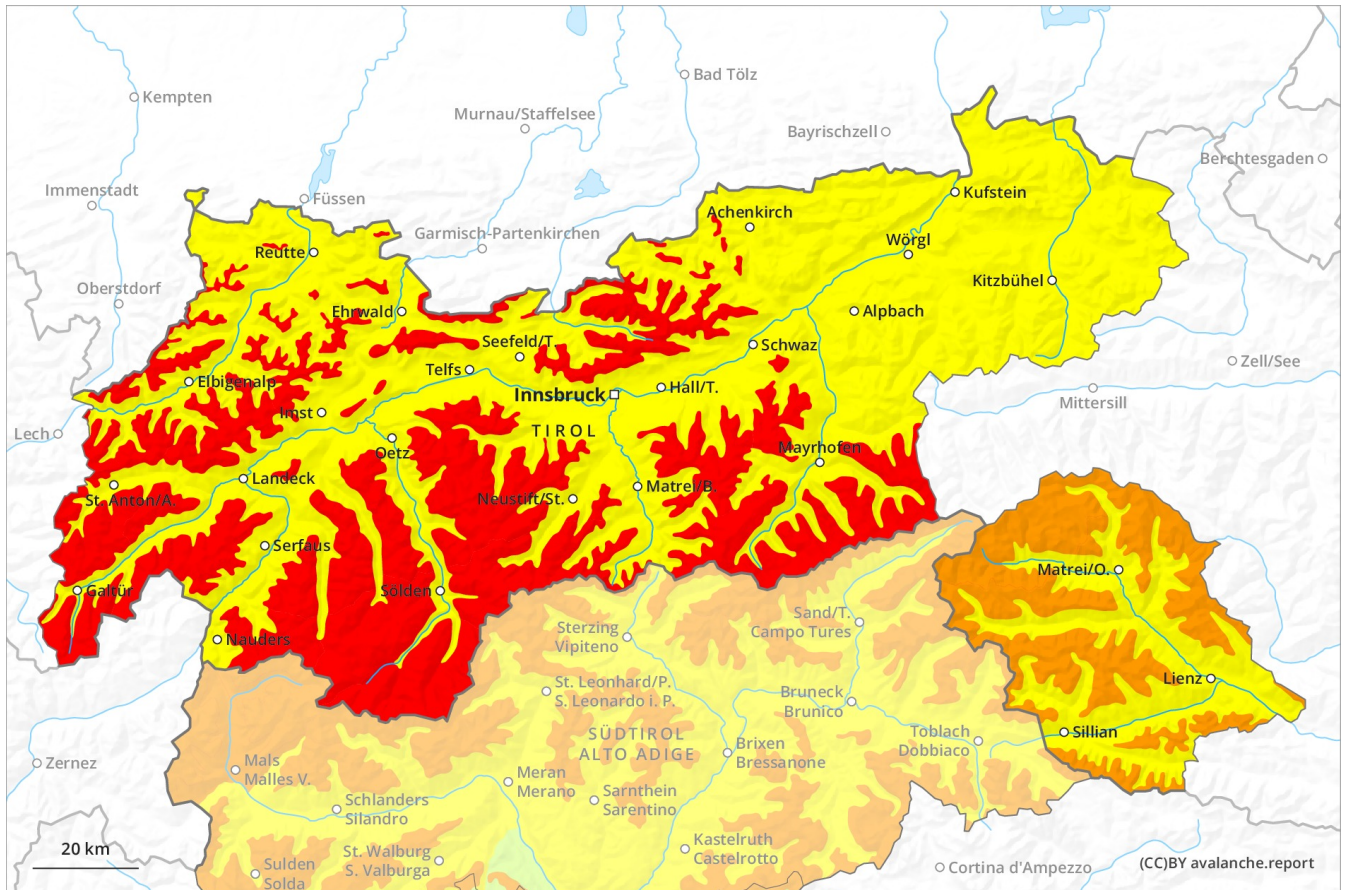 Bad Tölz
Kempten
Murnau/Staffelsee
Bayrischzell
Berchtesgaden
Immenstadt
Füssen
Kufstein
Achenkirch
Garmisch-Partenkirchen
Wörgl
Reutte
Oberstdorf
Kitzbühel
Ehrwald
Alpbach
Seefeld/T.
Schwaz
Zell/See
Telfs
Elbigenalp
Hall/T.
Innsbruck
Mittersill
Imst
TIROL
Lech
Oetz
Mayrhofen
Landeck
St. Anton/A.
Neustift/St.
Matrei/B.
Serfaus
Matrei/O.
Galtür
Sölden
Sand/T.
Campo Tures
Sterzing
Vipiteno
Nauders
Lienz
St. Leonhard/P.
S. Leonardo i. P.
Bruneck
Brunico
SÜDTIROL
ALTO ADIGE
Toblach
Dobbiaco
Sillian
Brixen
Bressanone
Zernez
Mals
Malles V.
Meran
Merano
Sarnthein
Sarentino
Schlanders
Silandro
20 km
Kastelruth
Castelrotto
St. Walburg
S. Valburga
Sulden
Solda
Cortina d'Ampezzo
(CC)BY avalanche.report